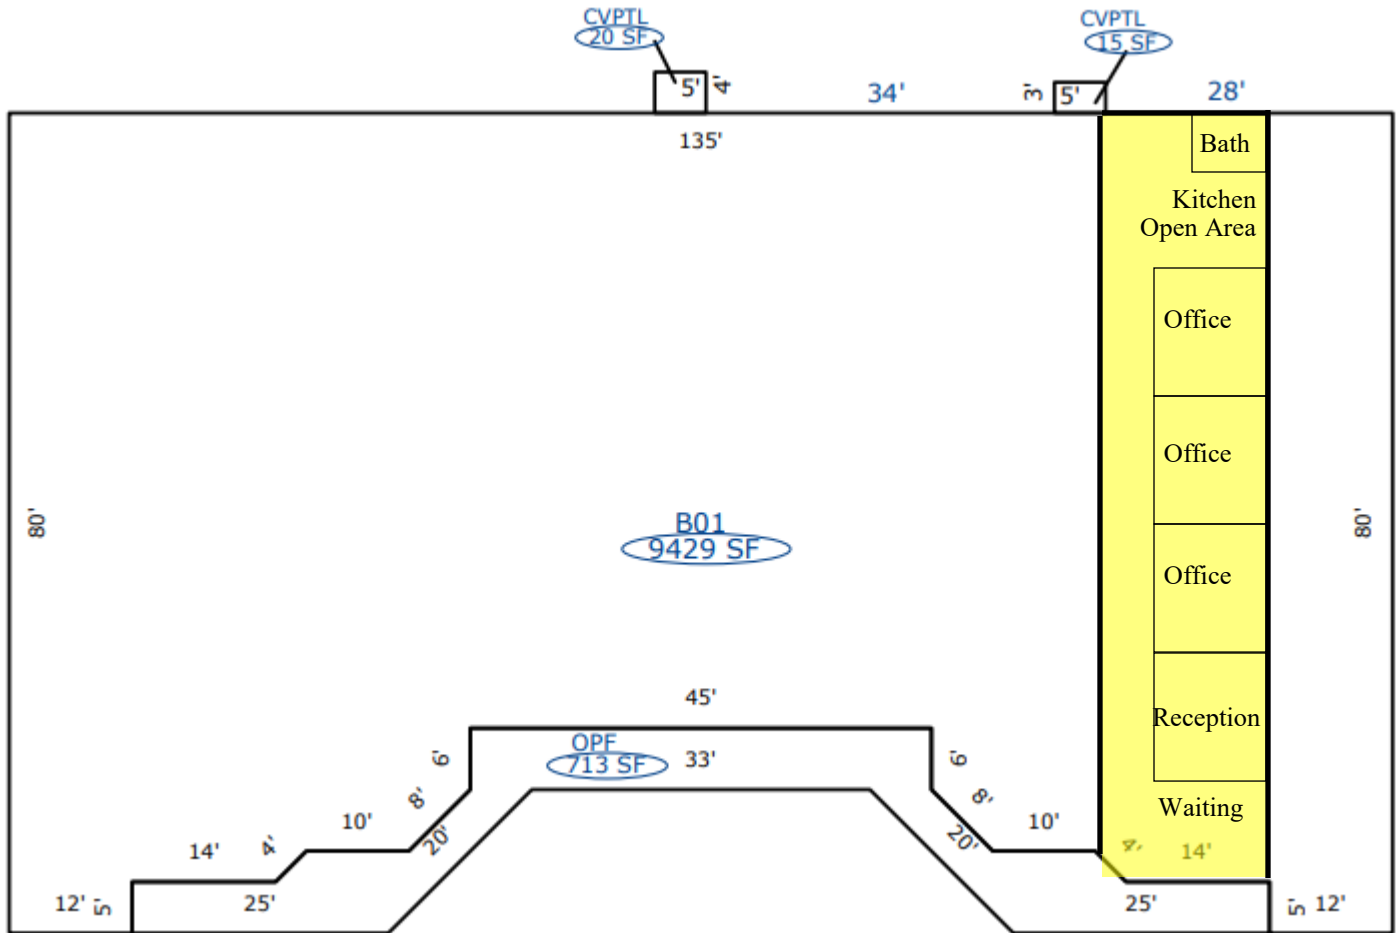 CVPTL
20 SF
CVPTL
15 SF
5'
4'
34'
3'
5'
28'
135'
Bath
Kitchen
Open Area
Office
Office
80'
80'
B01
9429 SF
Office
45'
Reception
OPF
713 SF
33'
6'
6'
8'
8'
Waiting
10'
20'
20'
10'
14'
4'
4'
14'
12'
5'
25'
25'
5'
12'